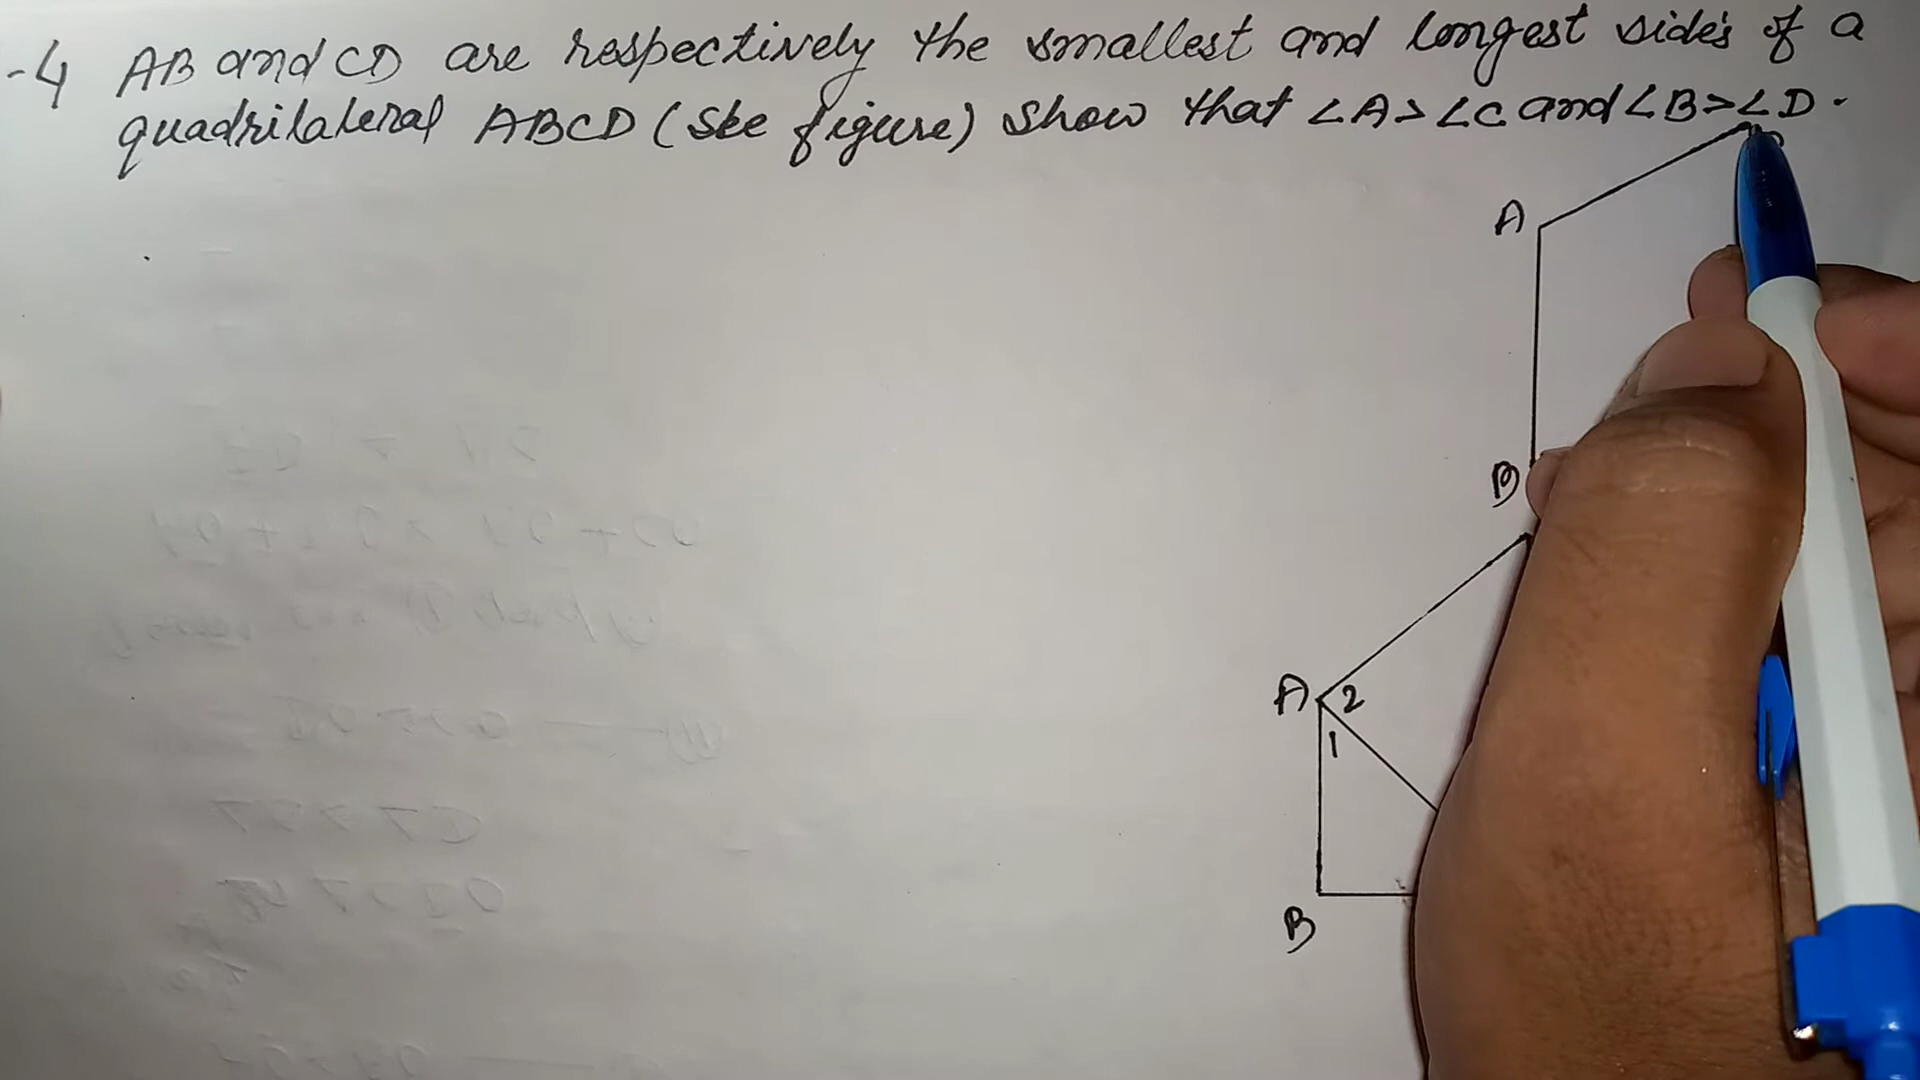 -4 AB and CD are respectively the smallest and longest sides of a
quadrilateral ABCD (see figure) Show that ∠A>∠C and ∠B>∠D.
A
B
A 2
1
B